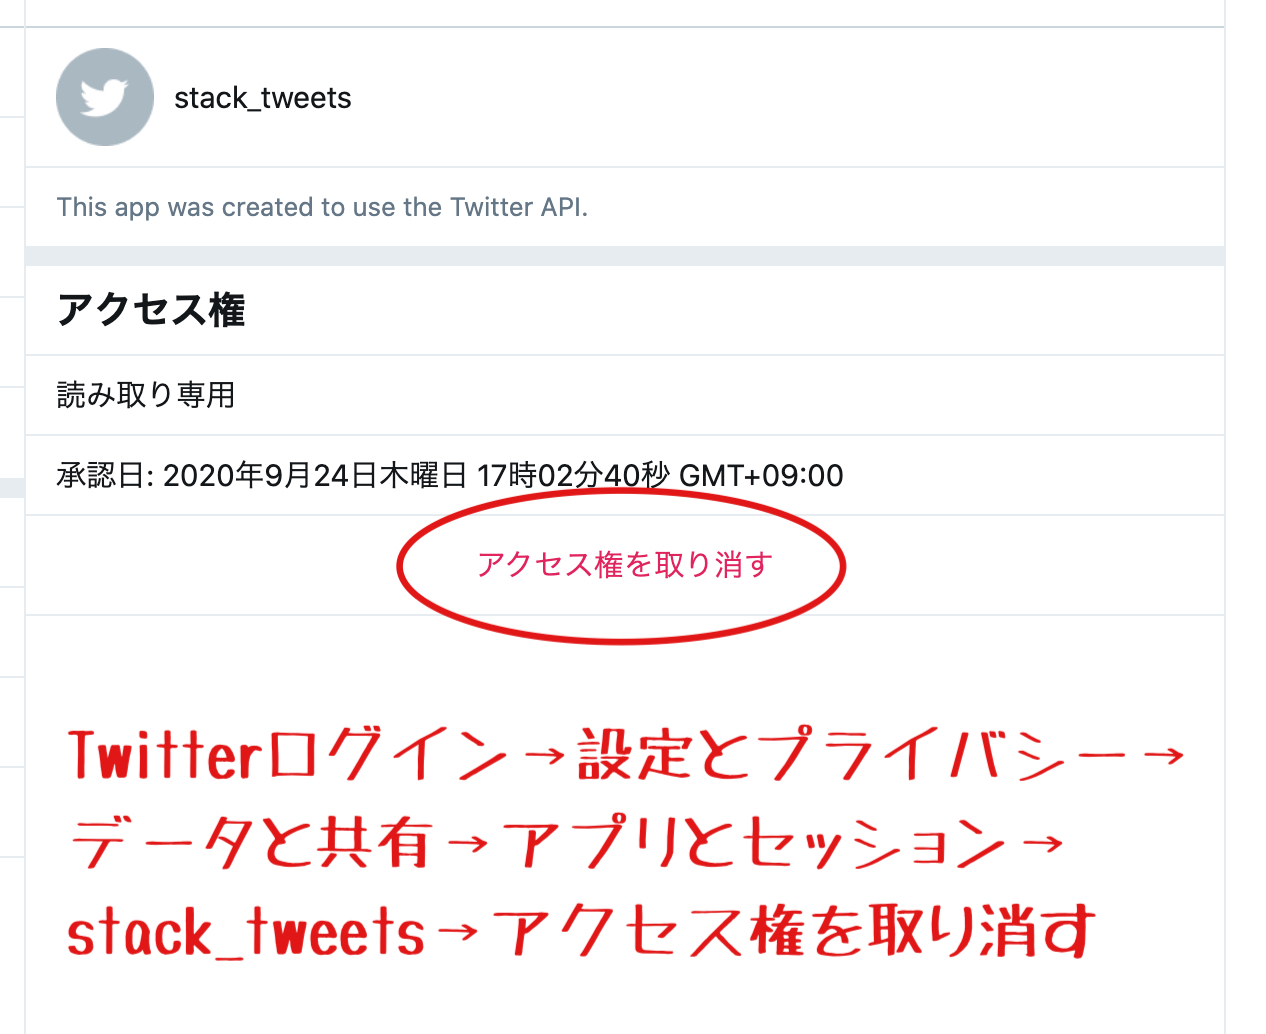 stack_tweets
This app was created to use the Twitter API.
アクセス権
読み取り専用
承認日: 2020年9月24日木曜日 17時02分40秒 GMT+09:00
アクセス権を取り消す
Twitterログイン→設定とプライバシー→
データと共有→アプリとセッション→
stack_tweets→アクセス権を取り消す